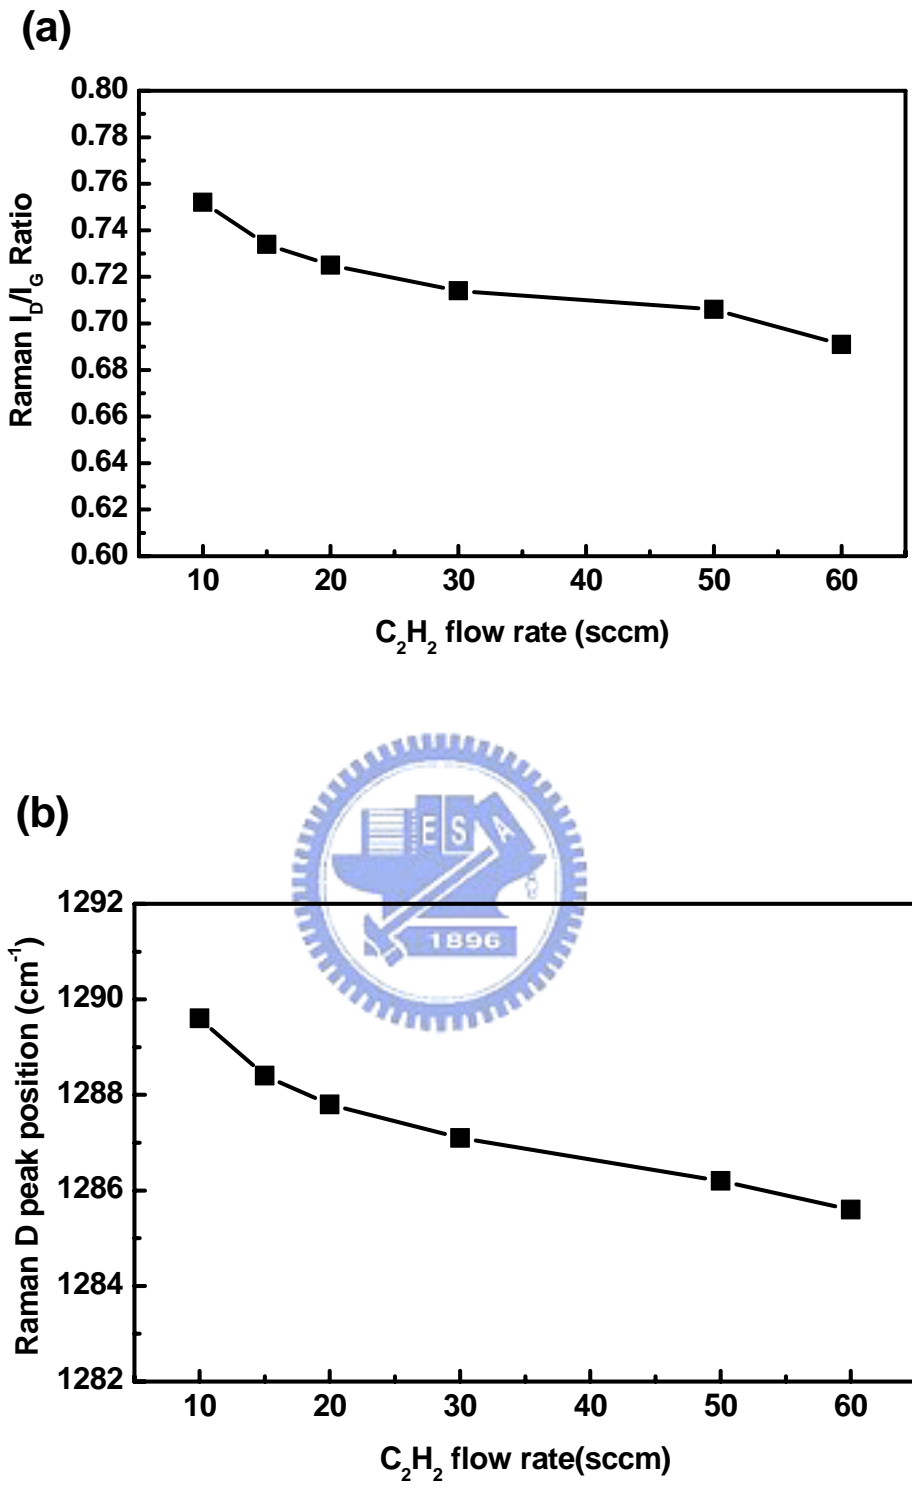 (a)
0.80
0.78
0.76
0.74
0.72
0.70
0.68
0.66
0.64
0.62
0.60
Raman I_D/I_G Ratio
10 20 30 40 50 60
C₂H₂ flow rate (sccm)
(b)
E S A
1896
1292
1290
1288
1286
1284
1282
Raman D peak position (cm⁻¹)
10 20 30 40 50 60
C₂H₂ flow rate(sccm)